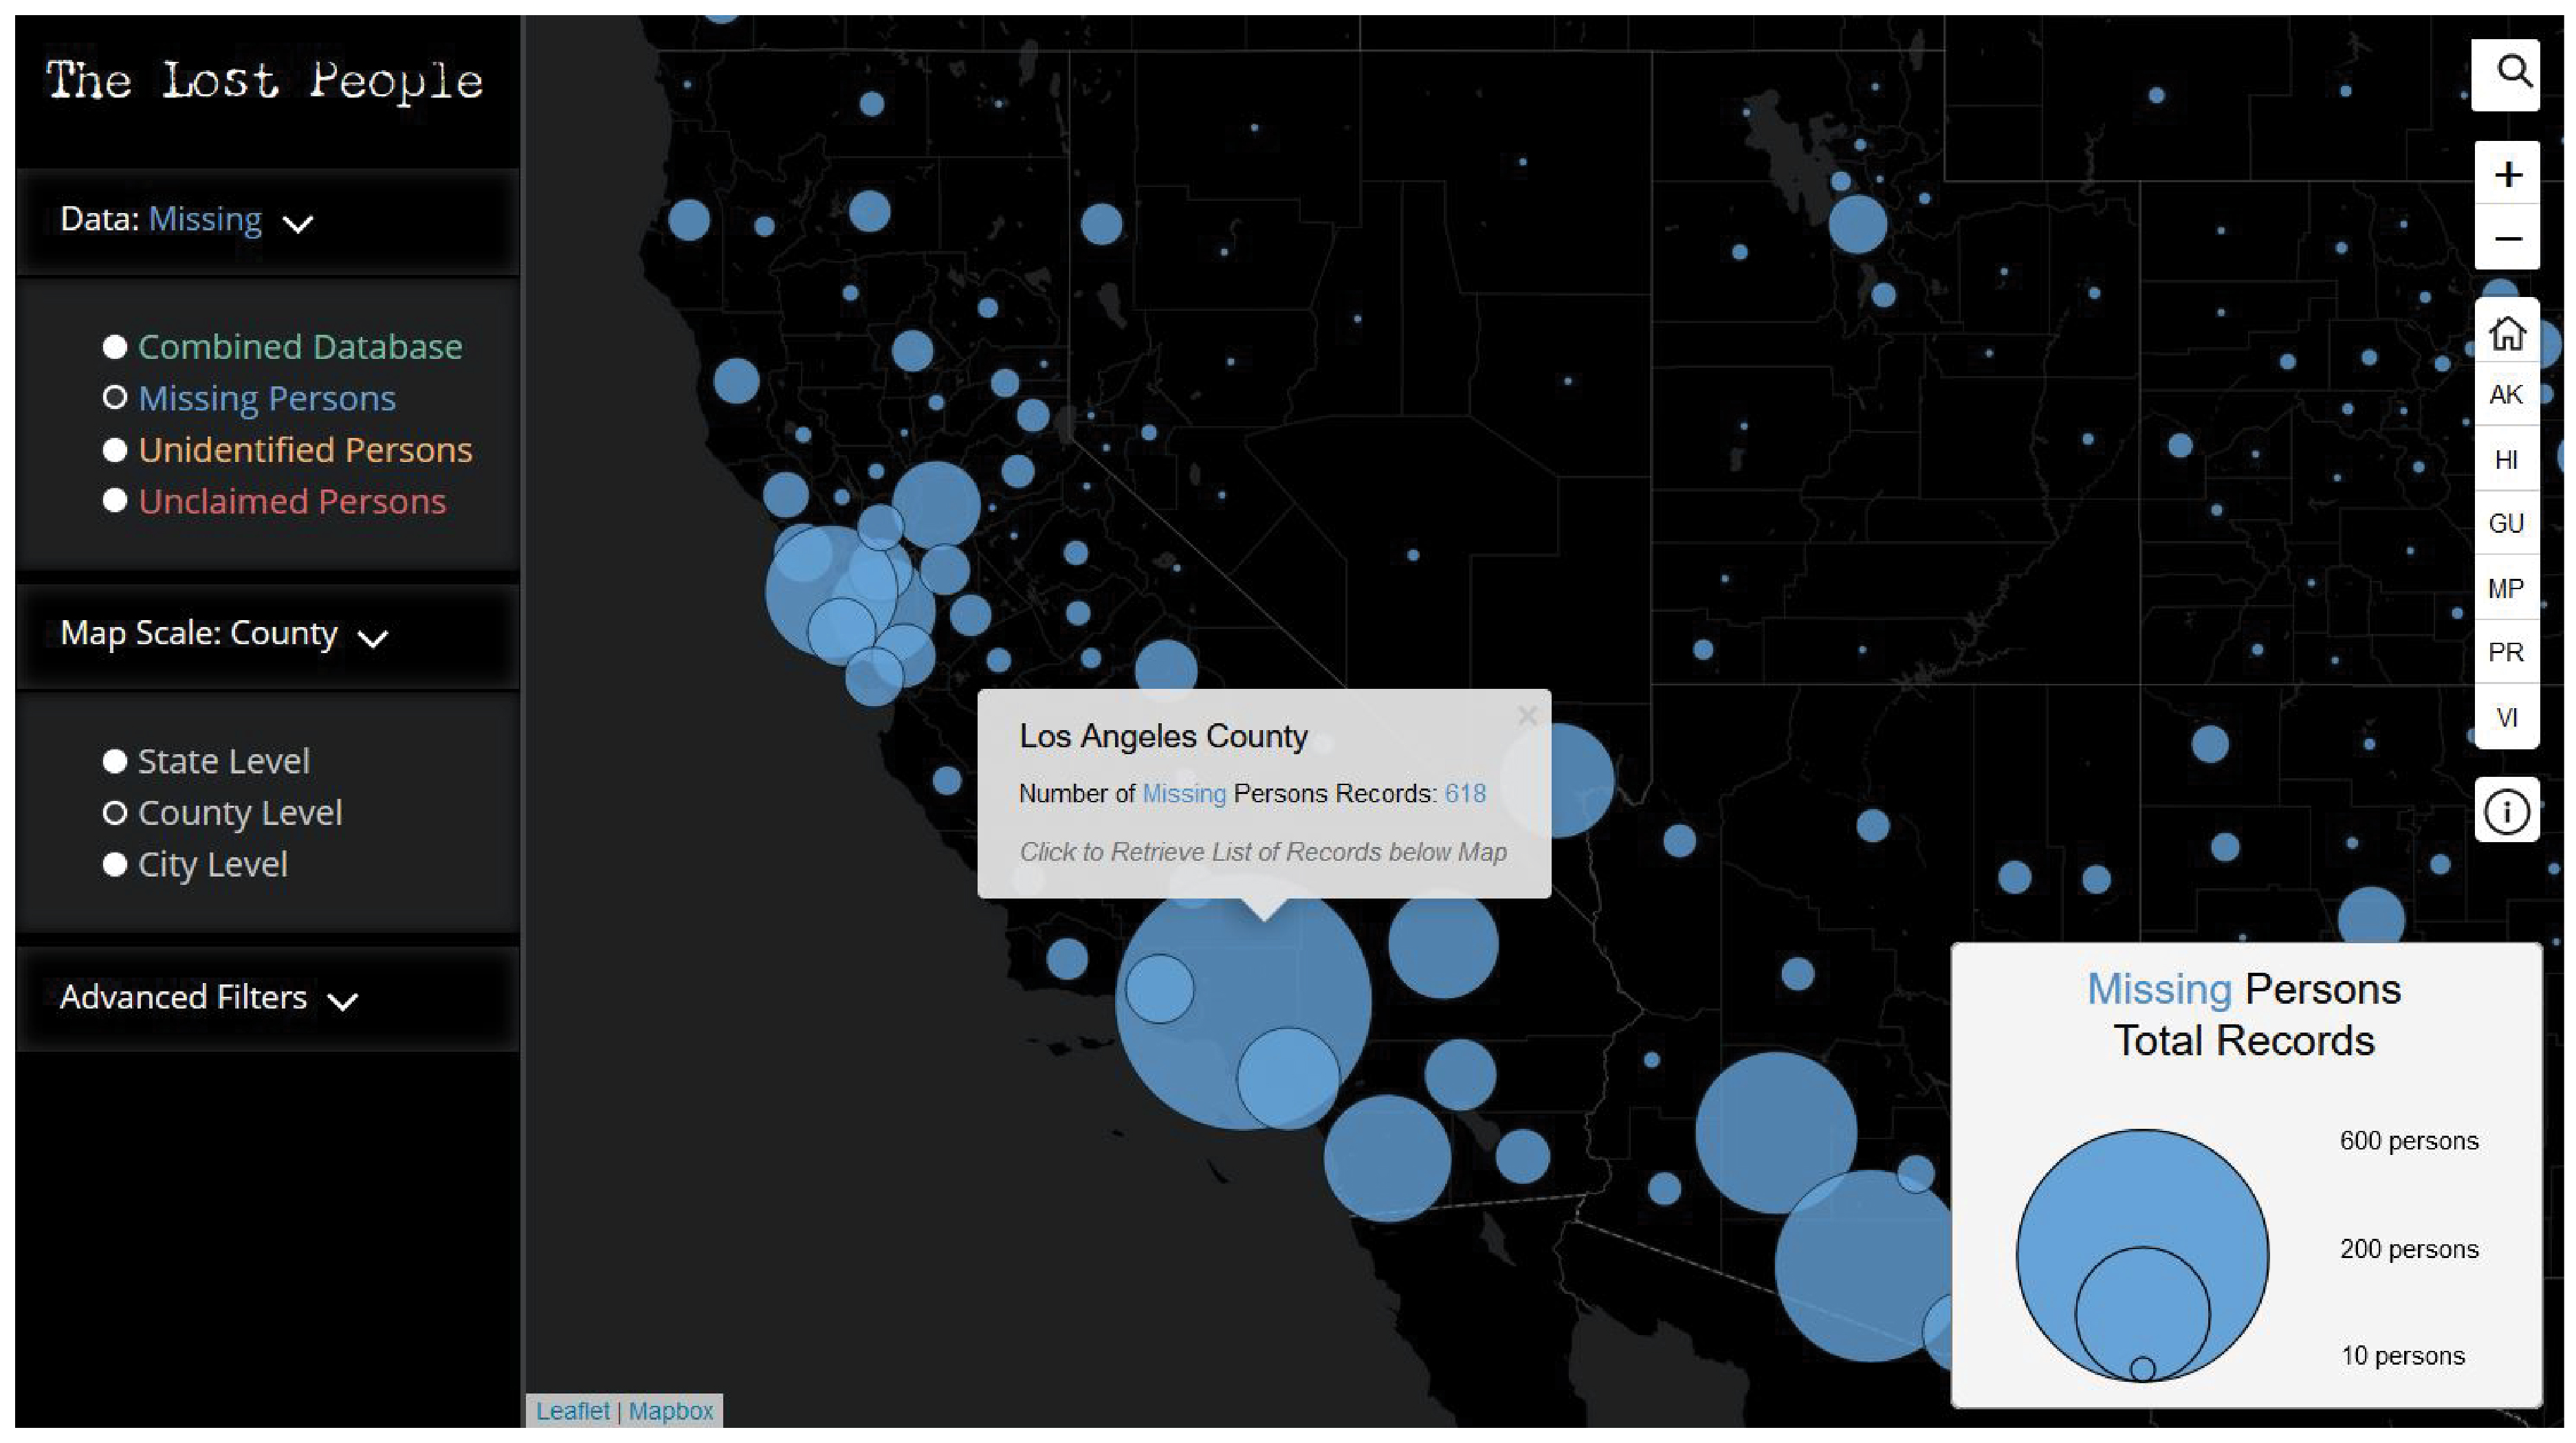 The Lost People
Data: Missing
Combined Database
Missing Persons
Unidentified Persons
Unclaimed Persons
Map Scale: County
State Level
County Level
City Level
Advanced Filters
Los Angeles County
×
Number of Missing Persons Records: 618
Click to Retrieve List of Records below Map
+
−
AK
HI
GU
MP
PR
VI
i
Missing Persons
Total Records
600 persons
200 persons
10 persons
Leaflet | Mapbox